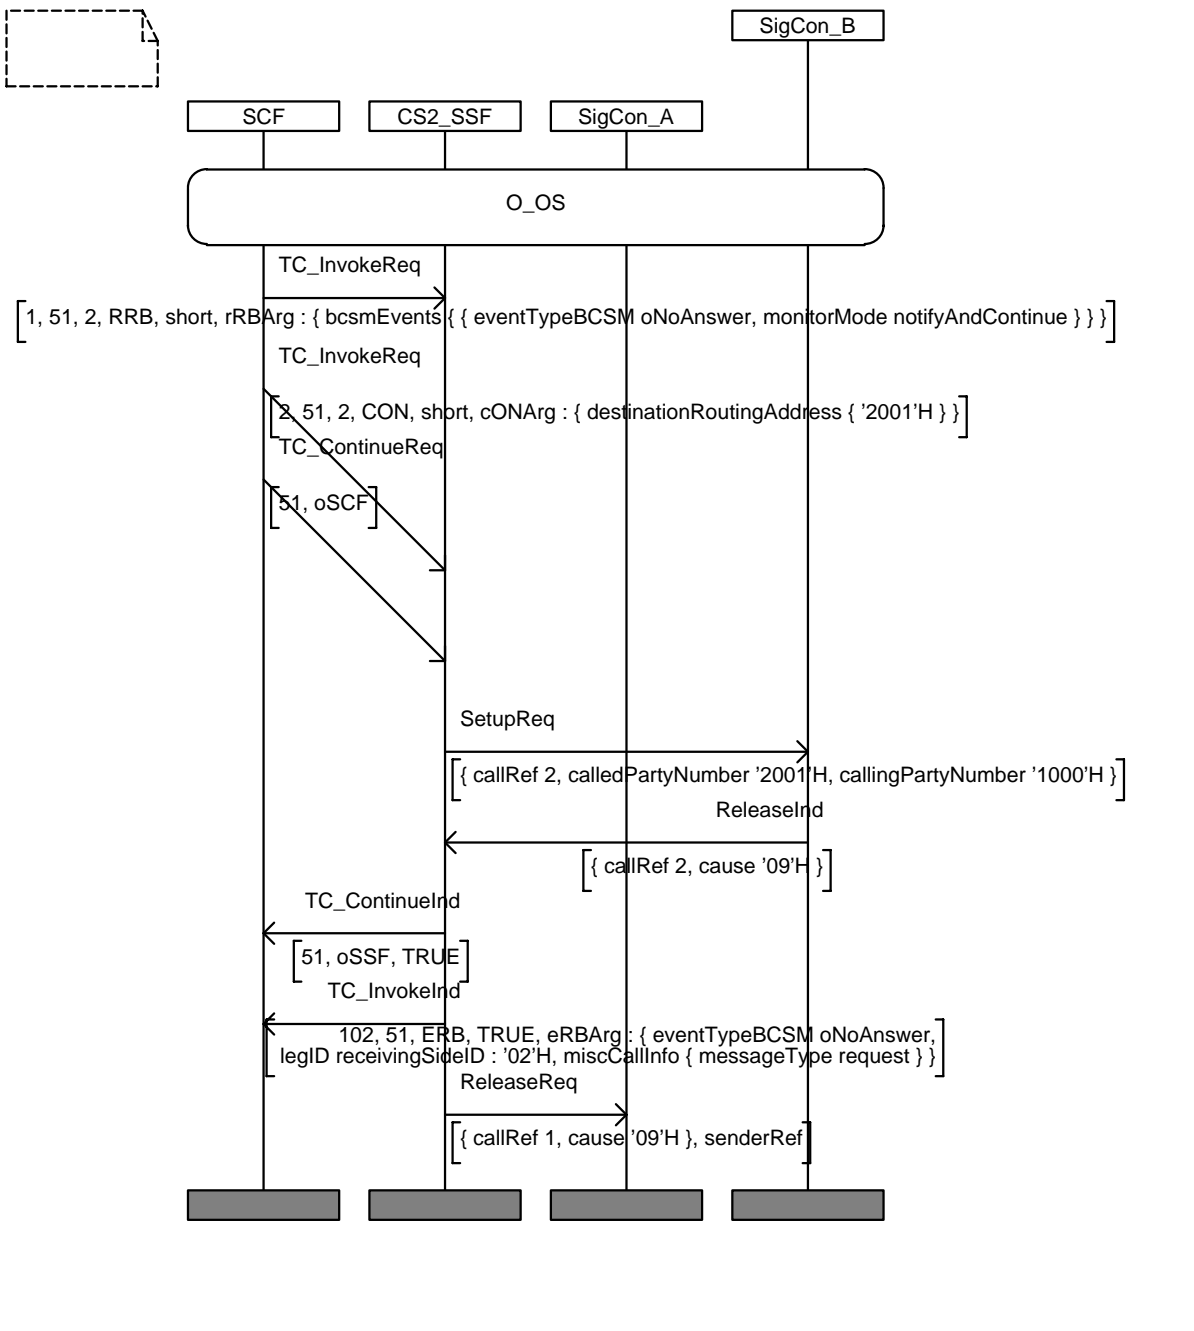 SigCon_B
SCF
CS2_SSF
SigCon_A
O_OS
TC_InvokeReq
1, 51, 2, RRB, short, rRBArg : { bcsmEvents { { eventTypeBCSM oNoAnswer, monitorMode notifyAndContinue } } }
TC_InvokeReq
2, 51, 2, CON, short, cONArg : { destinationRoutingAddress { '2001'H } }
TC_ContinueReq
51, oSCF
SetupReq
{ callRef 2, calledPartyNumber '2001'H, callingPartyNumber '1000'H }
ReleaseInd
{ callRef 2, cause '09'H }
TC_ContinueInd
51, oSSF, TRUE
TC_InvokeInd
102, 51, ERB, TRUE, eRBArg : { eventTypeBCSM oNoAnswer,
legID receivingSideID : '02'H, miscCallInfo { messageType request } }
ReleaseReq
{ callRef 1, cause '09'H }, senderRef